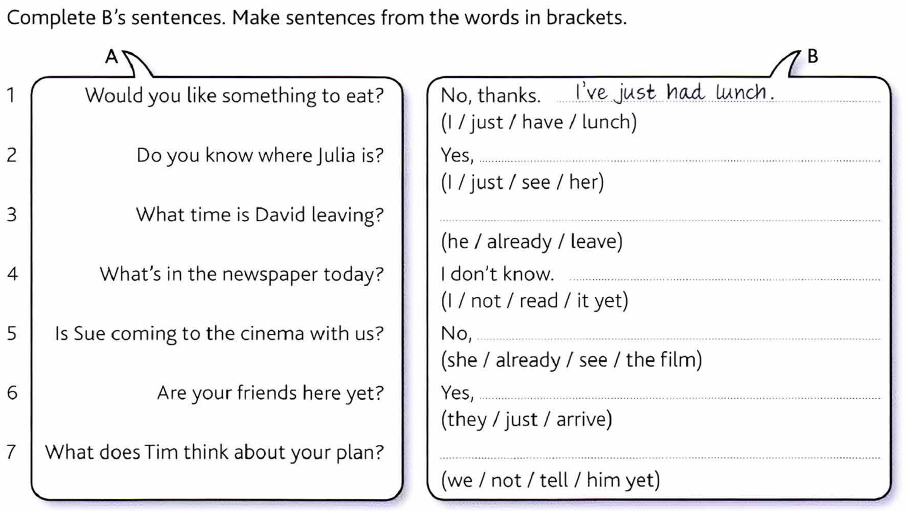 Complete B's sentences. Make sentences from the words in brackets.
A
B
1 Would you like something to eat? No, thanks. I've just had lunch.
(I / just / have / lunch)
2 Do you know where Julia is? Yes,
(I / just / see / her)
3 What time is David leaving?
(he / already / leave)
4 What's in the newspaper today? I don't know.
(I / not / read / it yet)
5 Is Sue coming to the cinema with us? No,
(she / already / see / the film)
6 Are your friends here yet? Yes,
(they / just / arrive)
7 What does Tim think about your plan?
(we / not / tell / him yet)